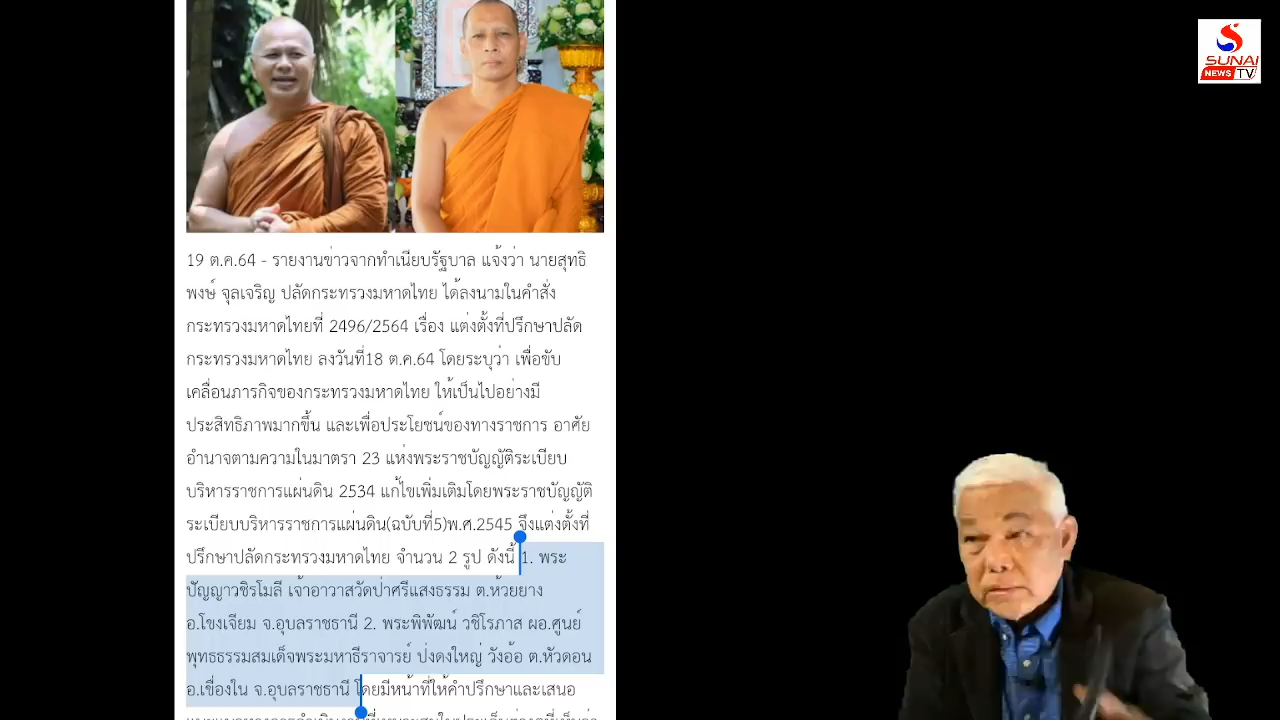 SUNAI
NEWS TV
19 ต.ค.64 - รายงานข่าวจากทำเนียบรัฐบาล แจ้งว่า นายสุทธิ
พงษ์ จุลเจริญ ปลัดกระทรวงมหาดไทย ได้ลงนามในคำสั่ง
กระทรวงมหาดไทยที่ 2496/2564 เรื่อง แต่งตั้งที่ปรึกษาปลัด
กระทรวงมหาดไทย ลงวันที่18 ต.ค.64 โดยระบุว่า เพื่อขับ
เคลื่อนภารกิจของกระทรวงมหาดไทย ให้เป็นไปอย่างมี
ประสิทธิภาพมากขึ้น และเพื่อประโยชน์ของทางราชการ อาศัย
อำนาจตามความในมาตรา 23 แห่งพระราชบัญญัติระเบียบ
บริหารราชการแผ่นดิน 2534 แก้ไขเพิ่มเติมโดยพระราชบัญญัติ
ระเบียบบริหารราชการแผ่นดิน(ฉบับที่5)พ.ศ.2545 จึงแต่งตั้งที่
ปรึกษาปลัดกระทรวงมหาดไทย จำนวน 2 รูป ดังนี้ 1. พระ
ปัญญาวชิรโมลี เจ้าอาวาสวัดป่าศรีแสงธรรม ต.ห้วยยาง
อ.โขงเจียม จ.อุบลราชธานี 2. พระพิพัฒน์ วชิโรภาส ผอ.ศูนย์
พุทธธรรมสมเด็จพระมหาธีราจารย์ ปงดงใหญ่ วังอ้อ ต.หัวดอน
อ.เขื่องใน จ.อุบลราชธานี โดยมีหน้าที่ให้คำปรึกษาและเสนอ